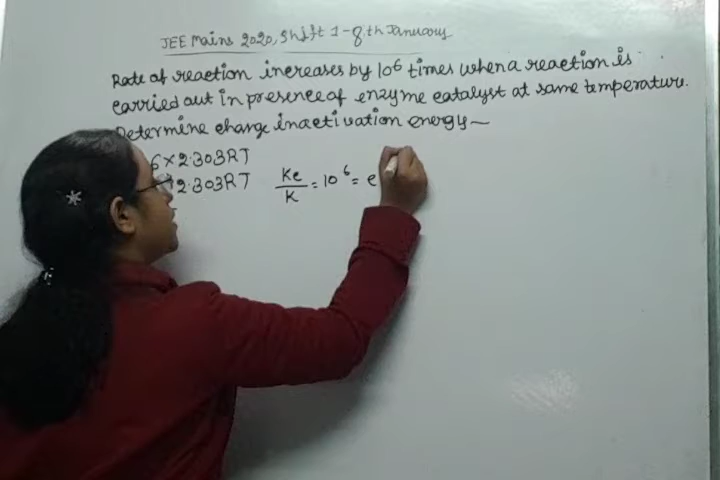 JEE Mains 2020, Shift 1-8th January
Rate of reaction increases by 10⁶ times when a reaction is
carried out in presence of enzyme catalyst at same temperature.
Determine change in activation energy—
6×2.303RT
2.303RT
Ke/K = 10⁶ = e